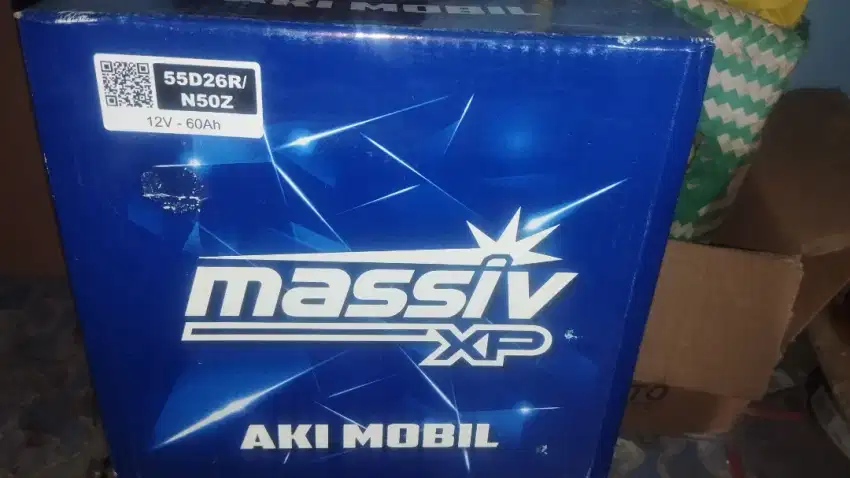 AKI MOBIL
55D26R/
N50Z
12V - 60Ah
massiv
XP
AKI MOBIL